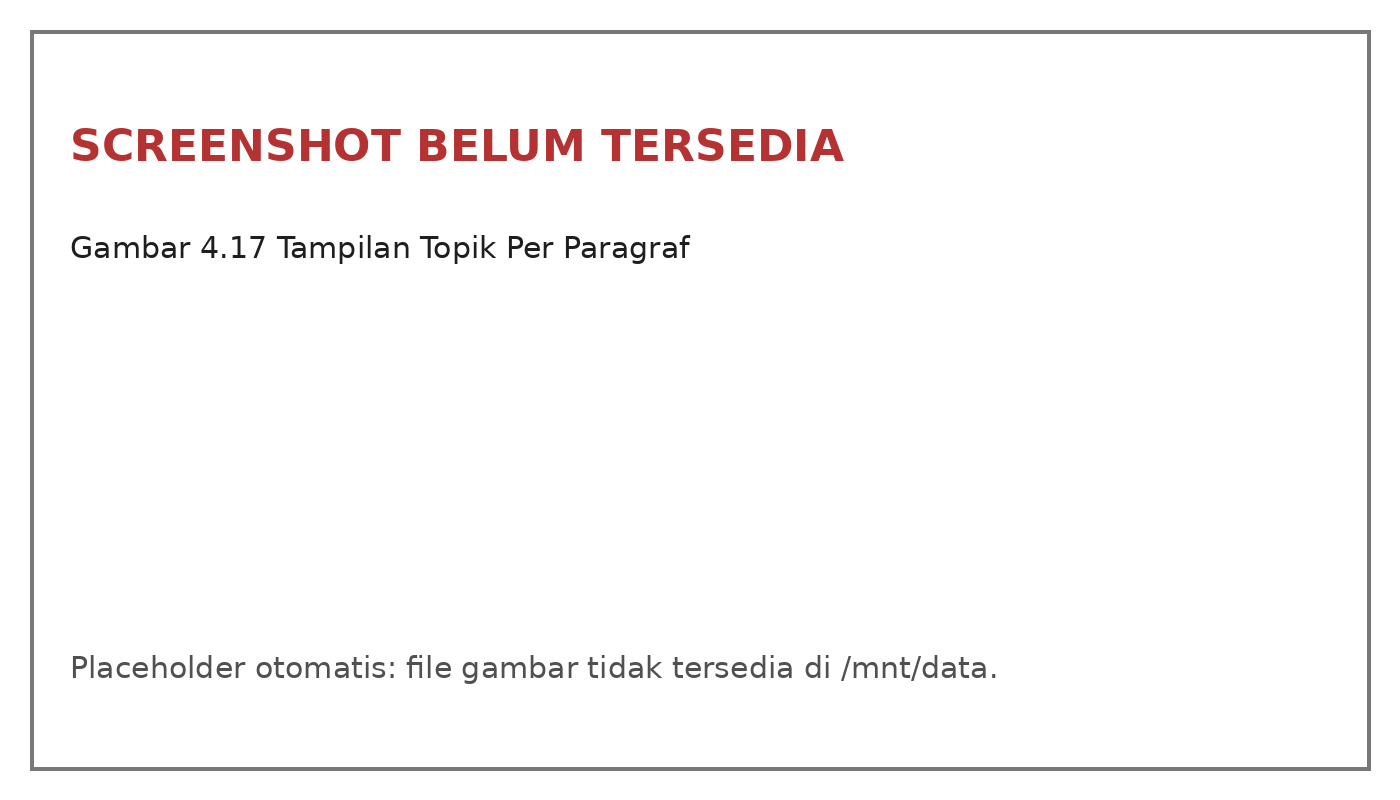 SCREENSHOT BELUM TERSEDIA
Gambar 4.17 Tampilan Topik Per Paragraf
Placeholder otomatis: file gambar tidak tersedia di /mnt/data.